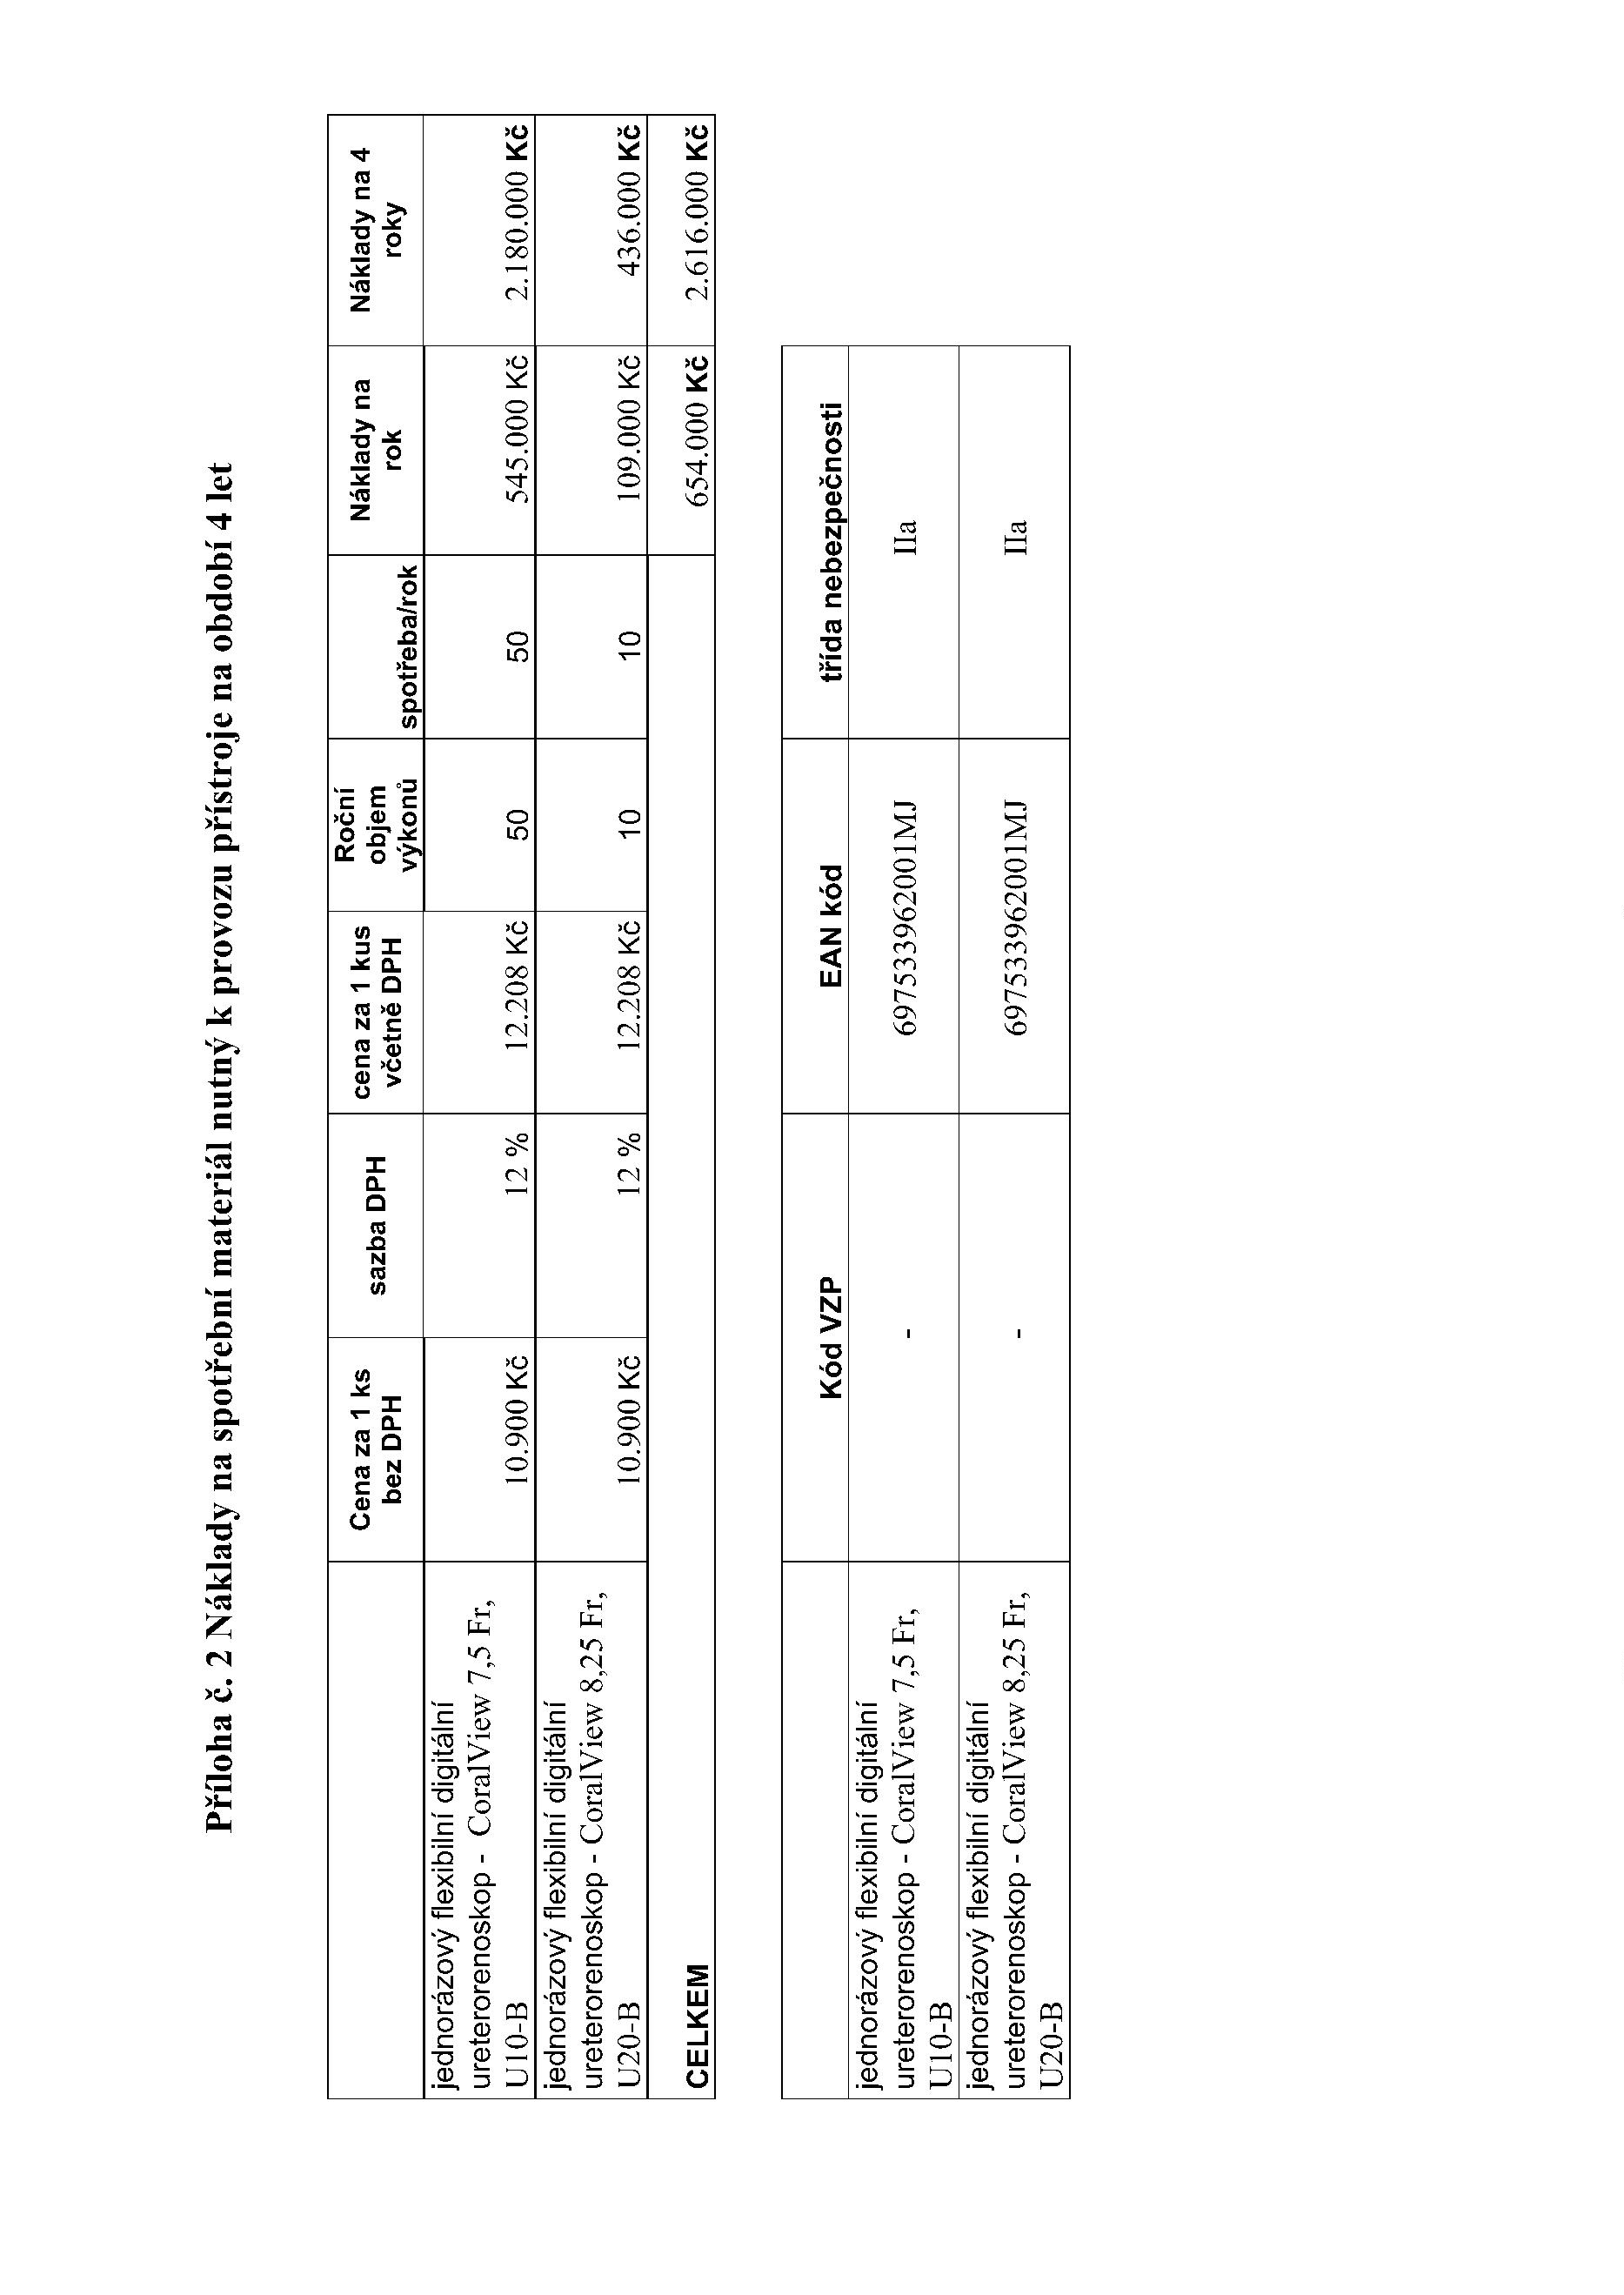 Příloha č. 2 Náklady na spotřební materiál nutný k provozu přístroje na období 4 let
Cena za 1 ks
bez DPH
sazba DPH
cena za 1 kus
včetně DPH
Roční
objem
výkonů
spotřeba/rok
Náklady na
rok
Náklady na 4
roky
jednorázový flexibilní digitální
ureterorenoskop - CoralView 7,5 Fr,
U10-B
10.900 Kč
12 %
12.208 Kč
50
50
545.000 Kč
2.180.000 Kč
jednorázový flexibilní digitální
ureterorenoskop - CoralView 8,25 Fr,
U20-B
10.900 Kč
12 %
12.208 Kč
10
10
109.000 Kč
436.000 Kč
CELKEM
654.000 Kč
2.616.000 Kč
Kód VZP
EAN kód
třída nebezpečnosti
jednorázový flexibilní digitální
ureterorenoskop - CoralView 7,5 Fr,
U10-B
-
6975339620​01MJ
IIa
jednorázový flexibilní digitální
ureterorenoskop - CoralView 8,25 Fr,
U20-B
-
697533962001MJ
IIa